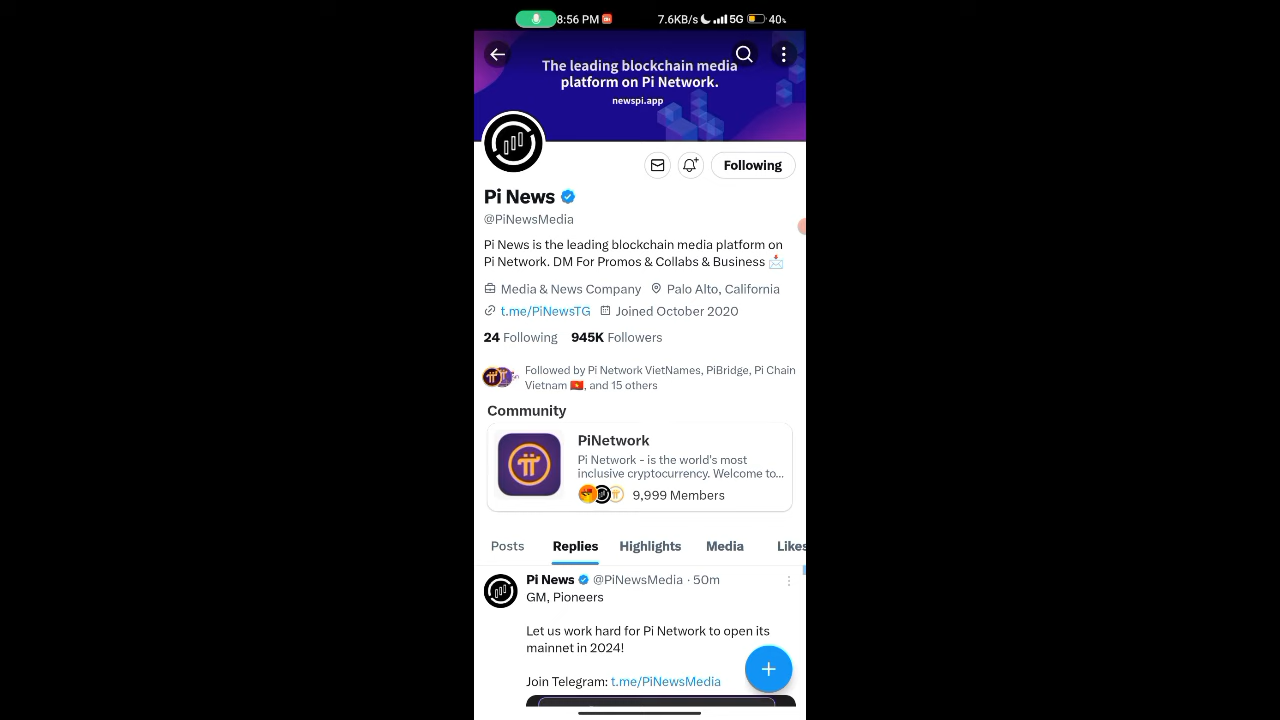 8:56 PM 7.6KB/s 5G 40%
The leading blockchain media
platform on Pi Network.
newspi.app
Following
Pi News
@PiNewsMedia
Pi News is the leading blockchain media platform on
Pi Network. DM For Promos & Collabs & Business 📩
Media & News Company Palo Alto, California
t.me/PiNewsTG Joined October 2020
24 Following 945K Followers
Followed by Pi Network VietNames, PiBridge, Pi Chain
Vietnam 🇻🇳, and 15 others
Community
PiNetwork
Pi Network - is the world's most
inclusive cryptocurrency. Welcome to...
9,999 Members
Posts Replies Highlights Media Likes
Pi News @PiNewsMedia · 50m
GM, Pioneers
Let us work hard for Pi Network to open its
mainnet in 2024!
Join Telegram: t.me/PiNewsMedia